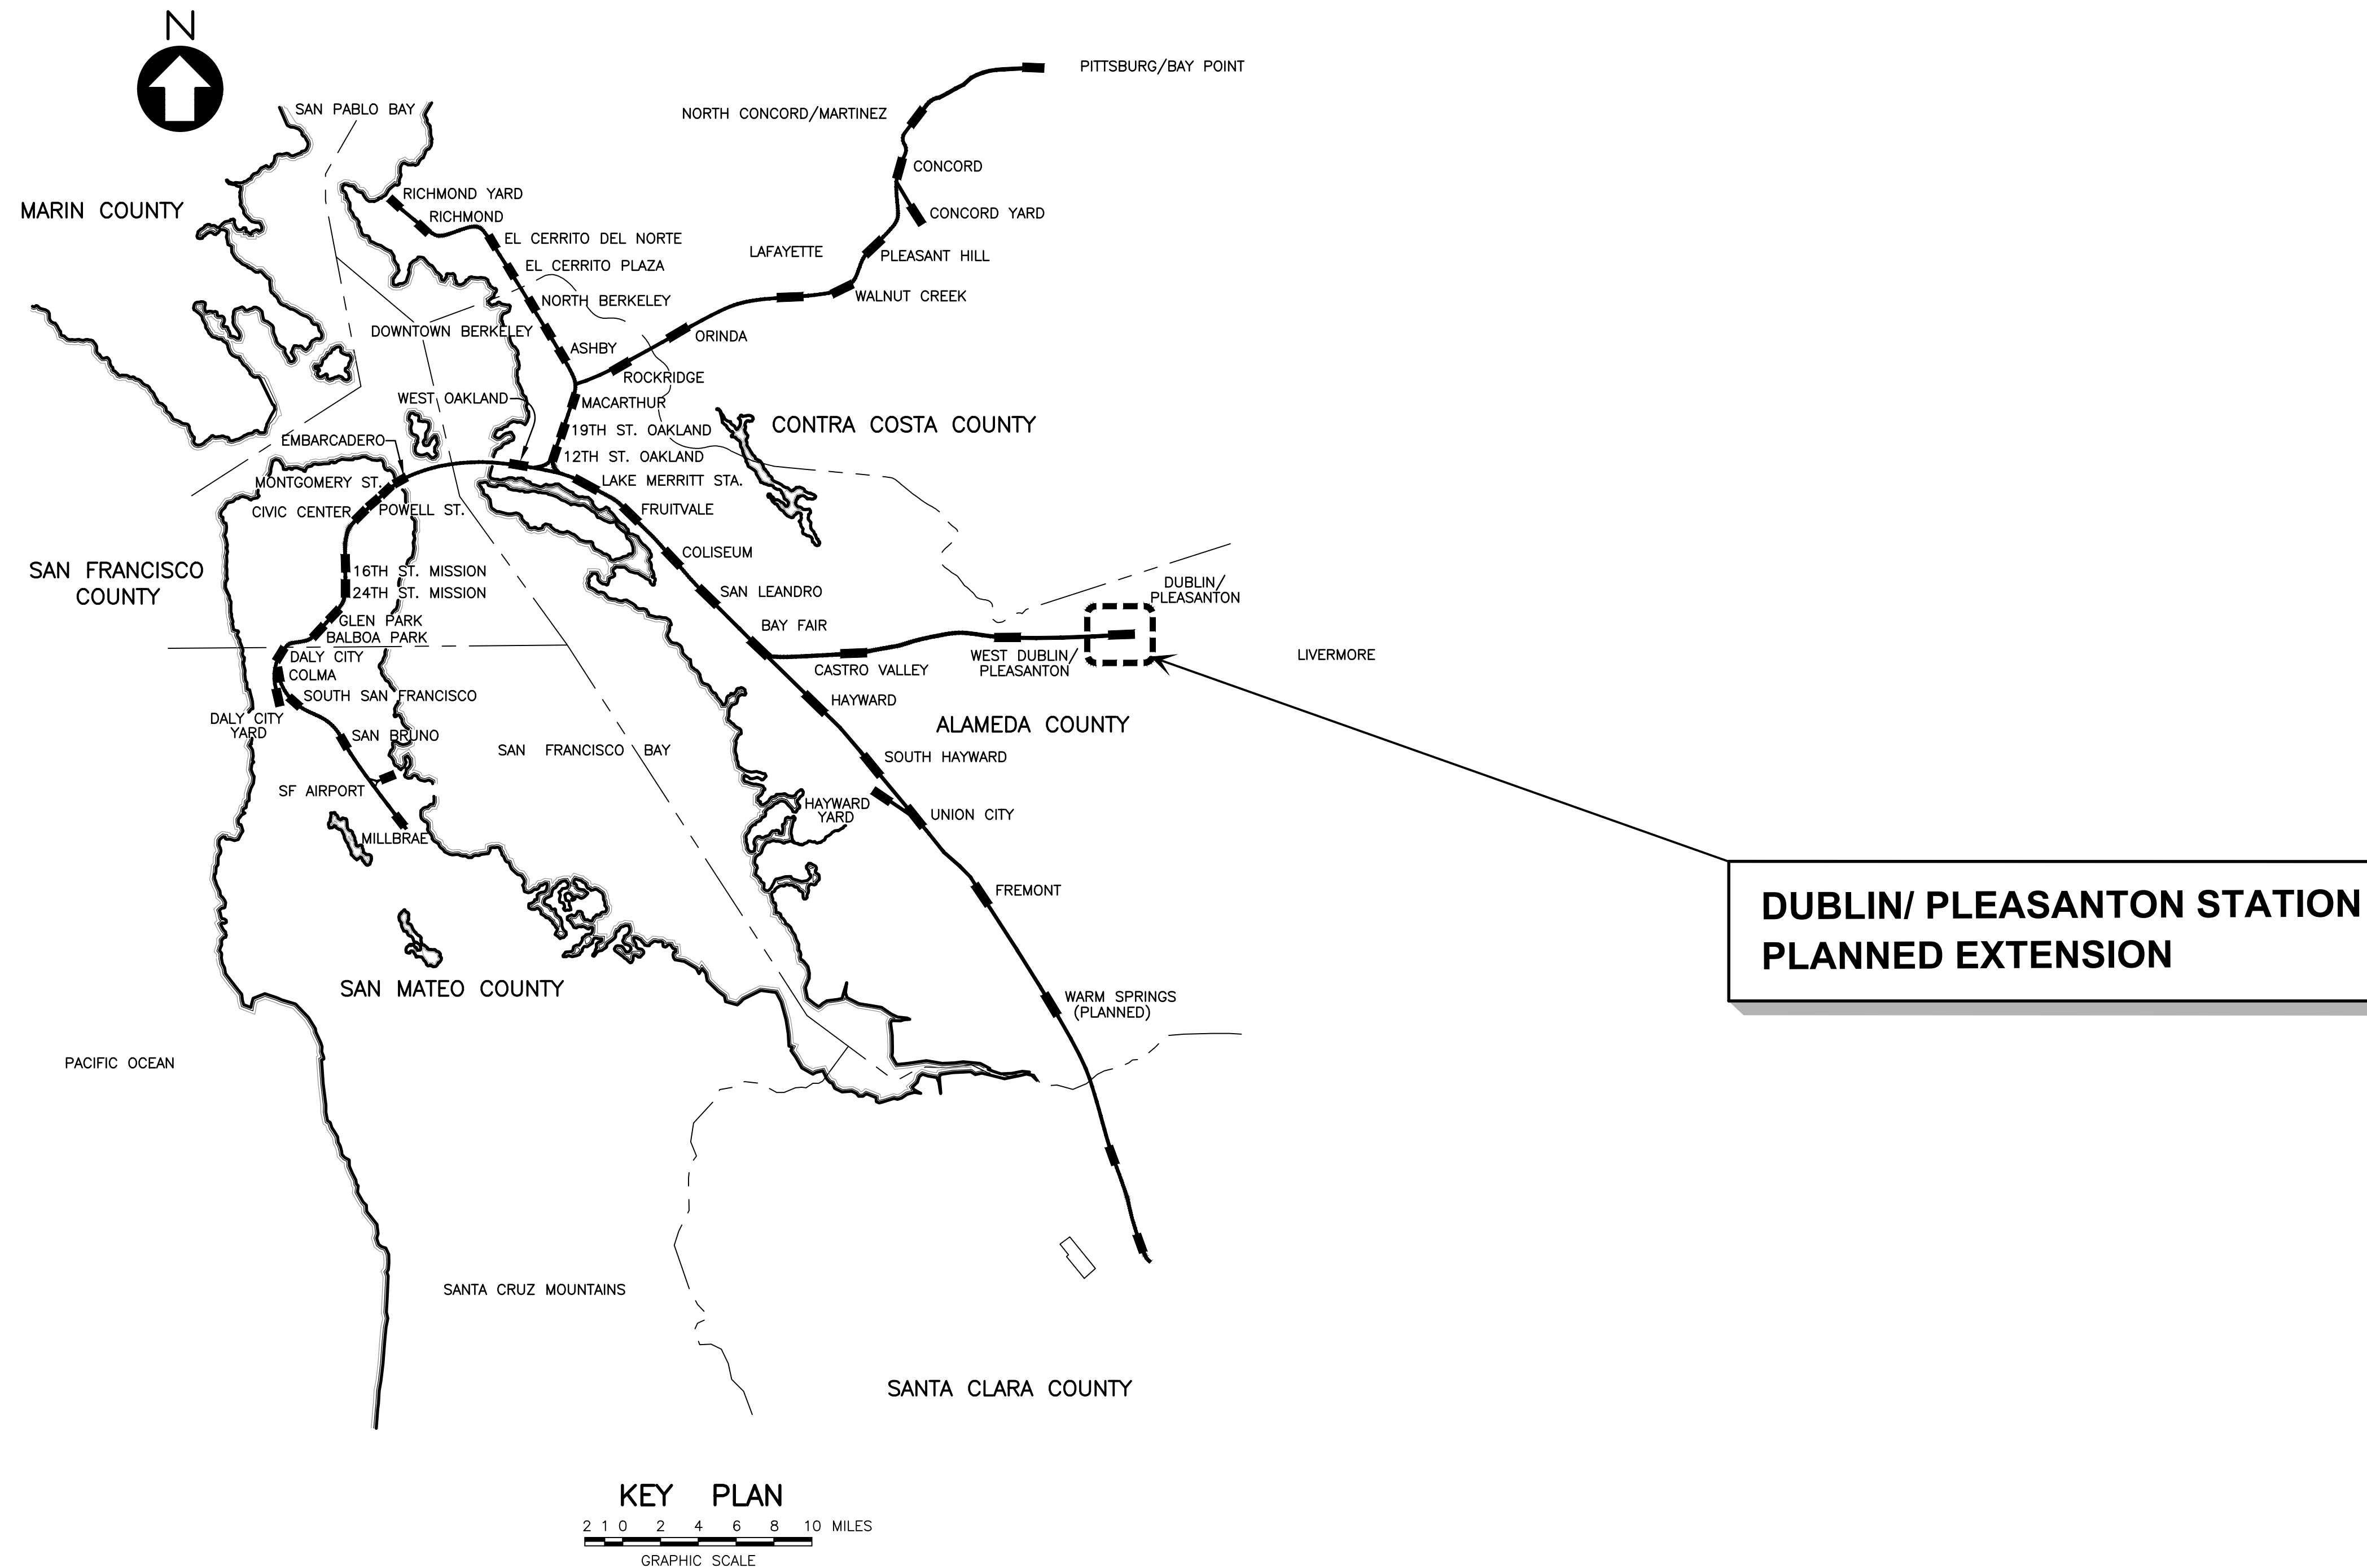 N
SAN PABLO BAY
PITTSBURG/BAY POINT
NORTH CONCORD/MARTINEZ
CONCORD
RICHMOND YARD
MARIN COUNTY
RICHMOND
CONCORD YARD
EL CERRITO DEL NORTE
LAFAYETTE
PLEASANT HILL
EL CERRITO PLAZA
NORTH BERKELEY
WALNUT CREEK
DOWNTOWN BERKELEY
ORINDA
ASHBY
ROCKRIDGE
WEST OAKLAND
MACARTHUR
CONTRA COSTA COUNTY
19TH ST. OAKLAND
EMBARCADERO
12TH ST. OAKLAND
MONTGOMERY ST.
LAKE MERRITT STA.
CIVIC CENTER
POWELL ST.
FRUITVALE
COLISEUM
SAN FRANCISCO
COUNTY
16TH ST. MISSION
24TH ST. MISSION
SAN LEANDRO
DUBLIN/
PLEASANTON
GLEN PARK
BAY FAIR
BALBOA PARK
DALY CITY
WEST DUBLIN/
PLEASANTON
LIVERMORE
COLMA
CASTRO VALLEY
SOUTH SAN FRANCISCO
HAYWARD
DALY CITY
YARD
ALAMEDA COUNTY
SAN BRUNO
SAN FRANCISCO BAY
SOUTH HAYWARD
SF AIRPORT
HAYWARD
YARD
UNION CITY
MILLBRAE
FREMONT
DUBLIN/ PLEASANTON STATION
PLANNED EXTENSION
SAN MATEO COUNTY
WARM SPRINGS
(PLANNED)
PACIFIC OCEAN
SANTA CRUZ MOUNTAINS
SANTA CLARA COUNTY
KEY PLAN
2 1 0 2 4 6 8 10 MILES
GRAPHIC SCALE